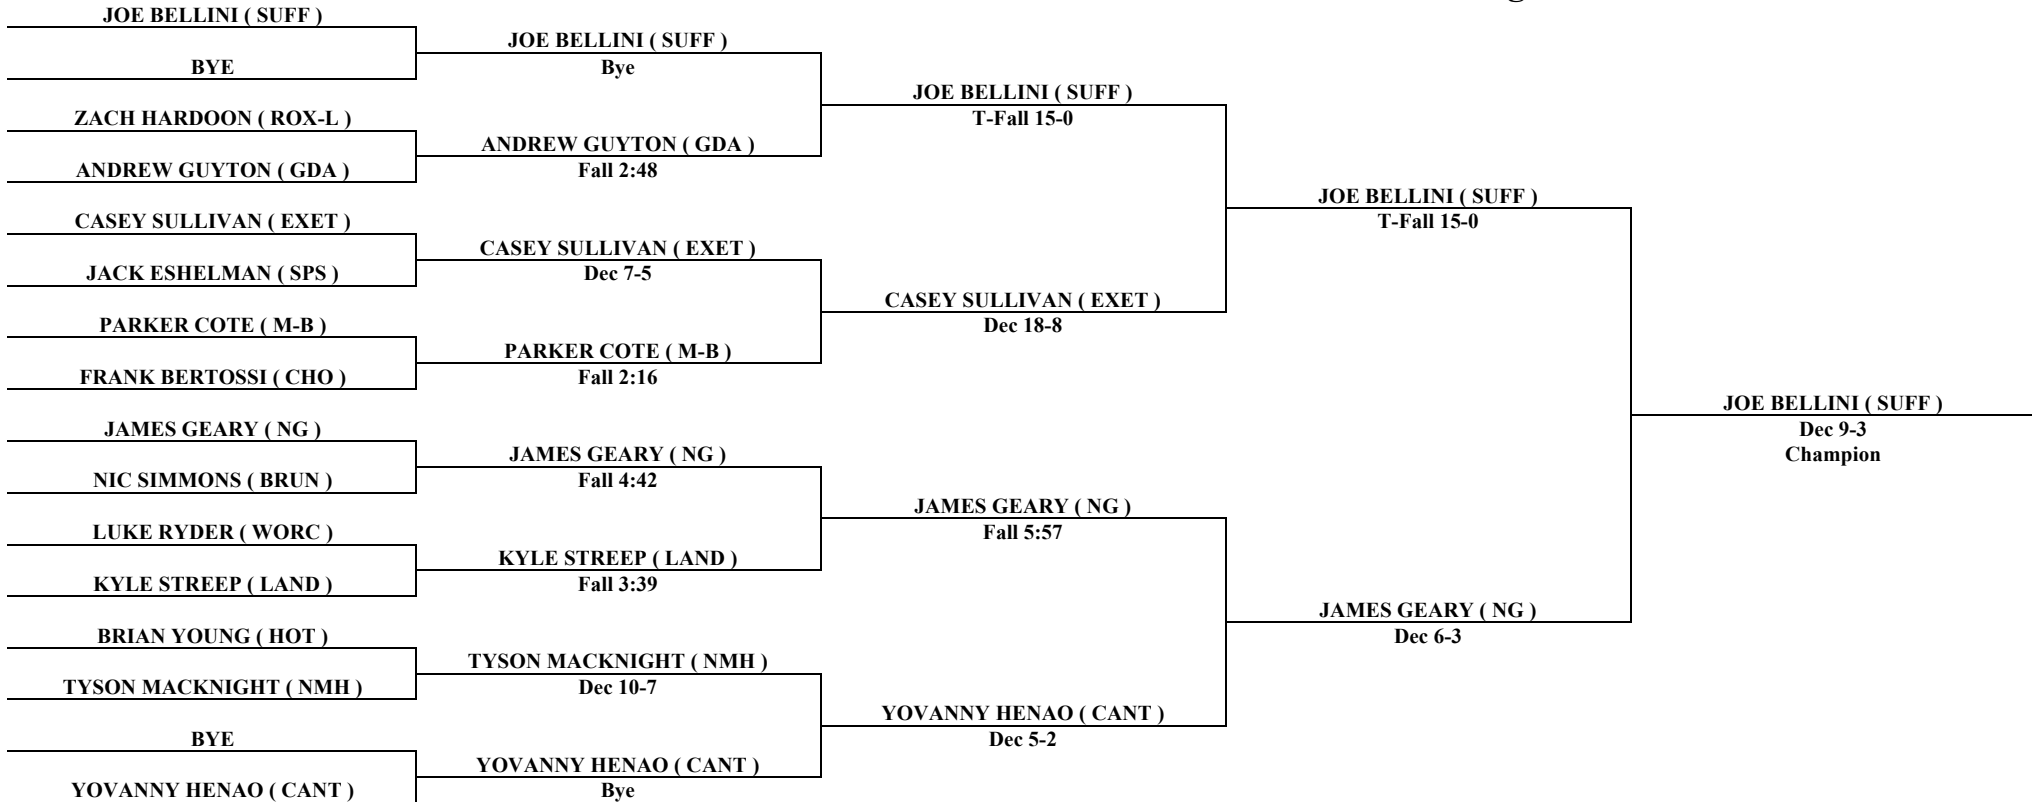 JOE BELLINI ( SUFF )
BYE
ZACH HARDOON ( ROX-L )
ANDREW GUYTON ( GDA )
CASEY SULLIVAN ( EXET )
JACK ESHELMAN ( SPS )
PARKER COTE ( M-B )
FRANK BERTOSSI ( CHO )
JAMES GEARY ( NG )
NIC SIMMONS ( BRUN )
LUKE RYDER ( WORC )
KYLE STREEP ( LAND )
BRIAN YOUNG ( HOT )
TYSON MACKNIGHT ( NMH )
BYE
YOVANNY HENAO ( CANT )
JOE BELLINI ( SUFF )
Bye
ANDREW GUYTON ( GDA )
Fall 2:48
CASEY SULLIVAN ( EXET )
Dec 7-5
PARKER COTE ( M-B )
Fall 2:16
JAMES GEARY ( NG )
Fall 4:42
KYLE STREEP ( LAND )
Fall 3:39
TYSON MACKNIGHT ( NMH )
Dec 10-7
YOVANNY HENAO ( CANT )
Bye
JOE BELLINI ( SUFF )
T-Fall 15-0
CASEY SULLIVAN ( EXET )
Dec 18-8
JAMES GEARY ( NG )
Fall 5:57
YOVANNY HENAO ( CANT )
Dec 5-2
JOE BELLINI ( SUFF )
T-Fall 15-0
JAMES GEARY ( NG )
Dec 6-3
JOE BELLINI ( SUFF )
Dec 9-3
Champion